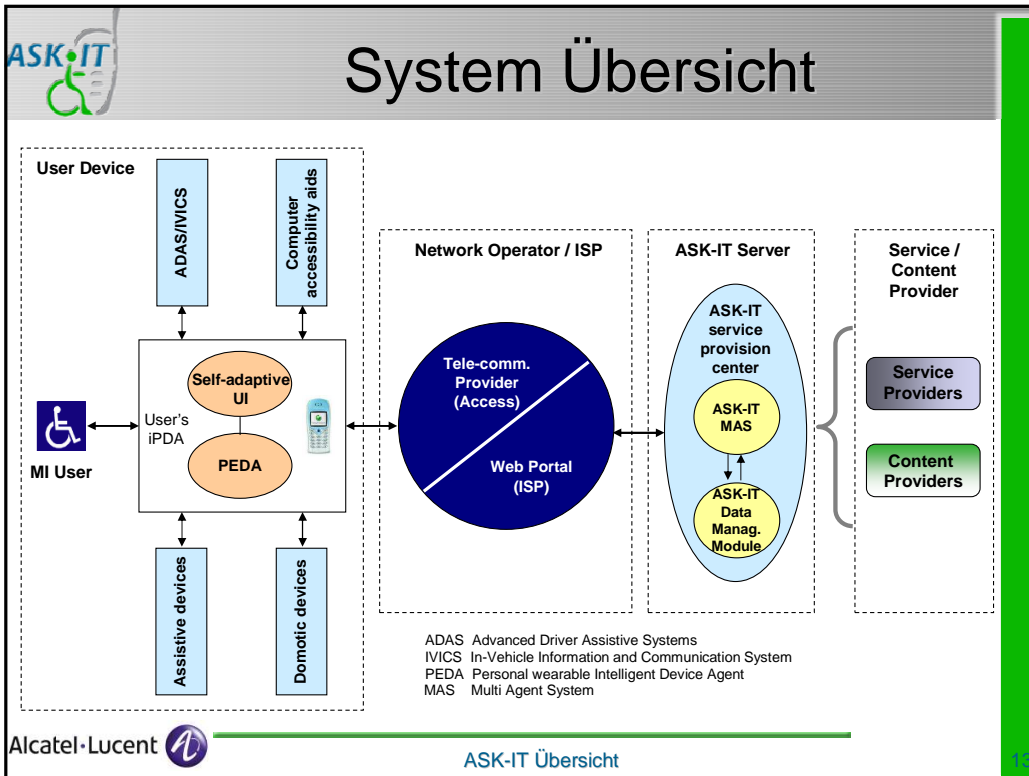 ASK-IT
System Übersicht
User Device
ADAS/IVICS
Computer
accessibility aids
Self-adaptive
UI
User's
iPDA
PEDA
MI User
Assistive devices
Domotic devices
Network Operator / ISP
Tele-comm.
Provider
(Access)
Web Portal
(ISP)
ASK-IT Server
ASK-IT
service
provision
center
ASK-IT
MAS
ASK-IT
Data
Manag.
Module
Service /
Content
Provider
Service
Providers
Content
Providers
ADAS Advanced Driver Assistive Systems
IVICS In-Vehicle Information and Communication System
PEDA Personal wearable Intelligent Device Agent
MAS Multi Agent System
Alcatel·Lucent
ASK-IT Übersicht
13